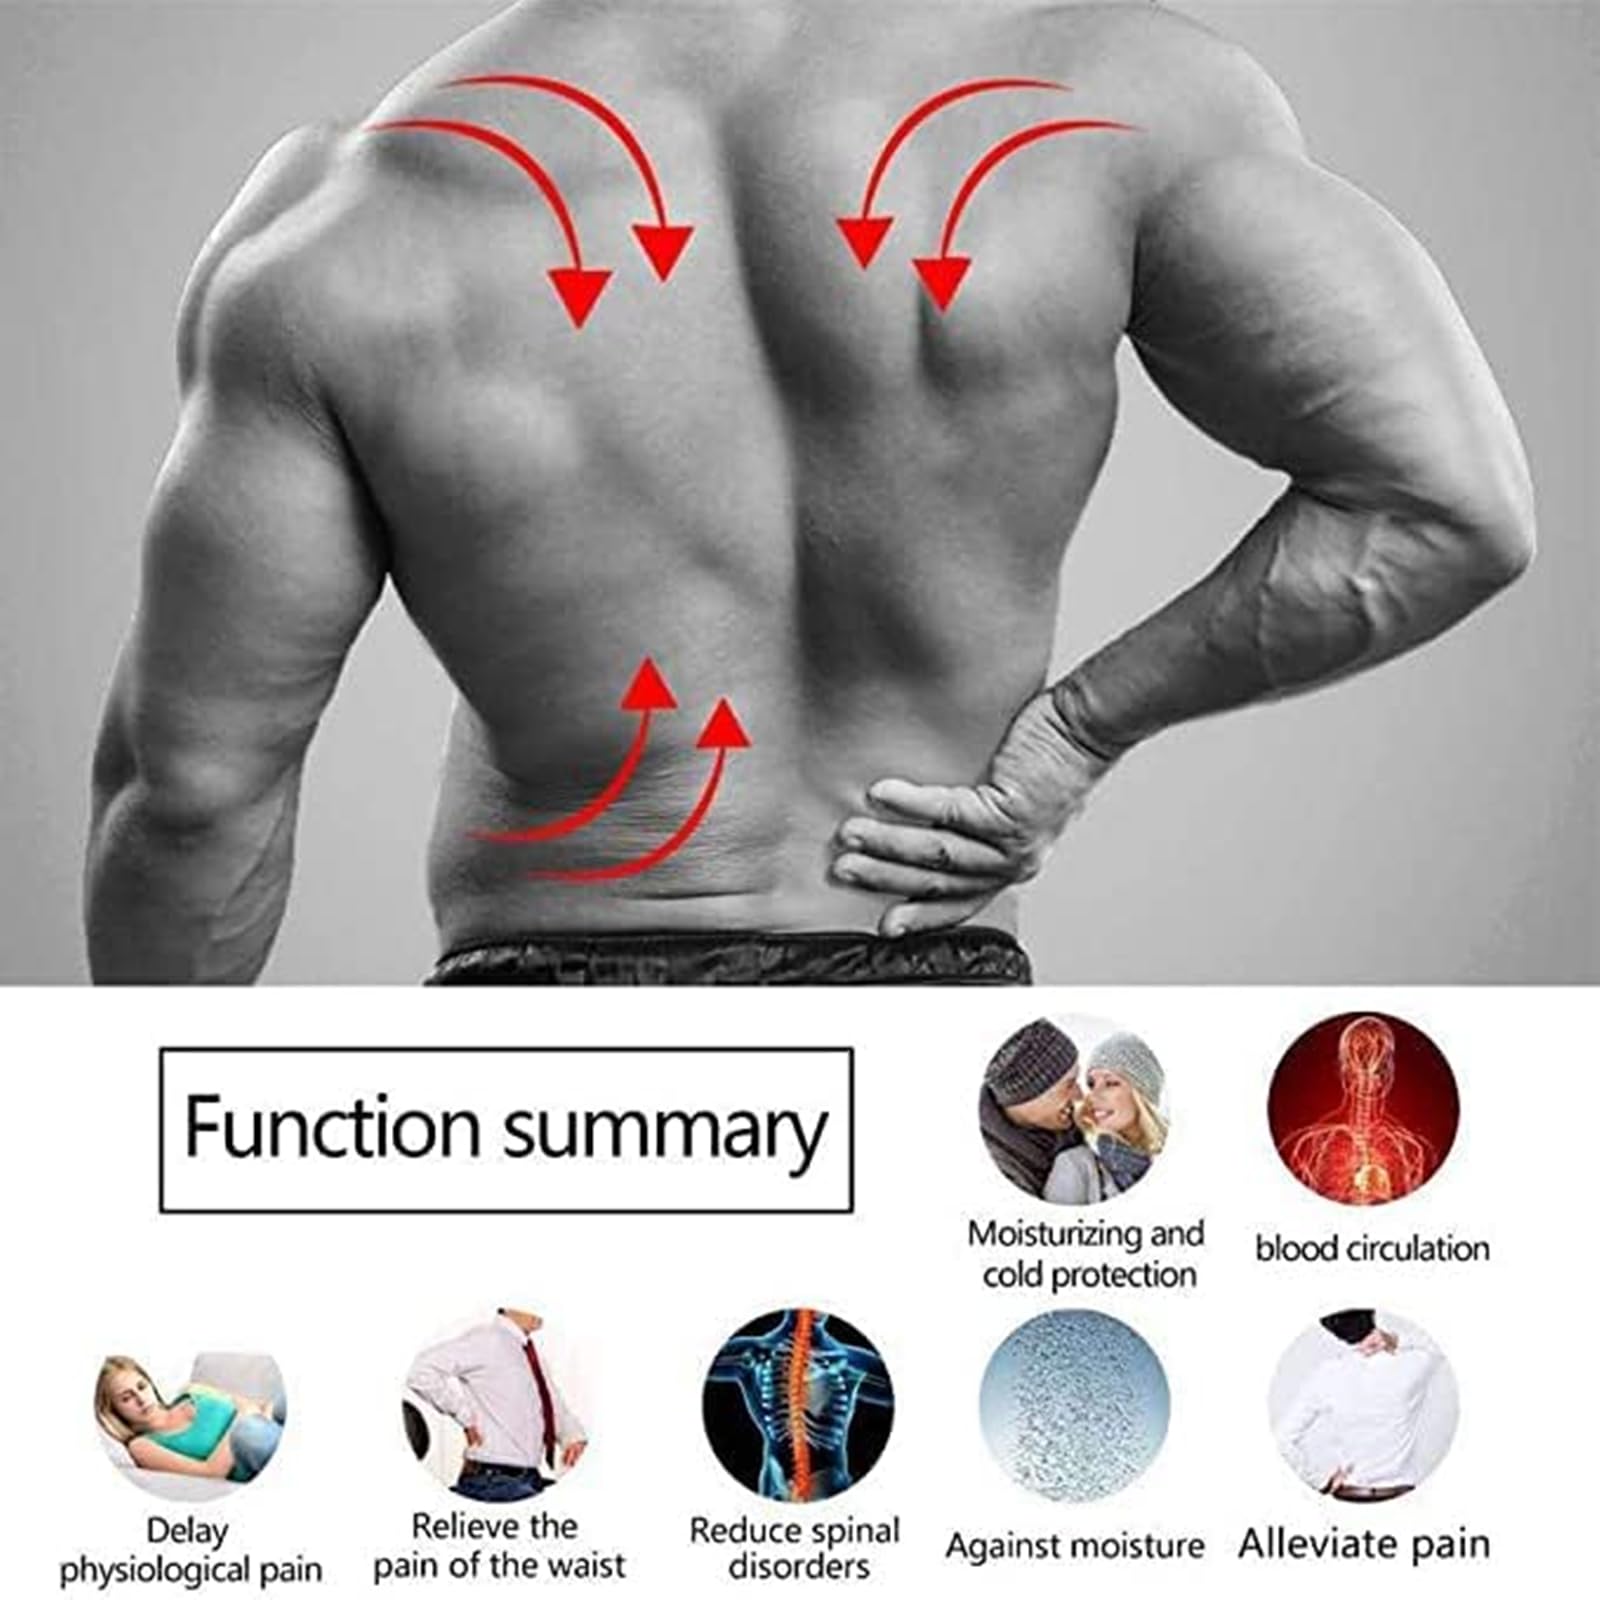 Function summary
Moisturizing and
cold protection
blood circulation
Delay
physiological pain
Relieve the
pain of the waist
Reduce spinal
disorders
Against moisture
Alleviate pain